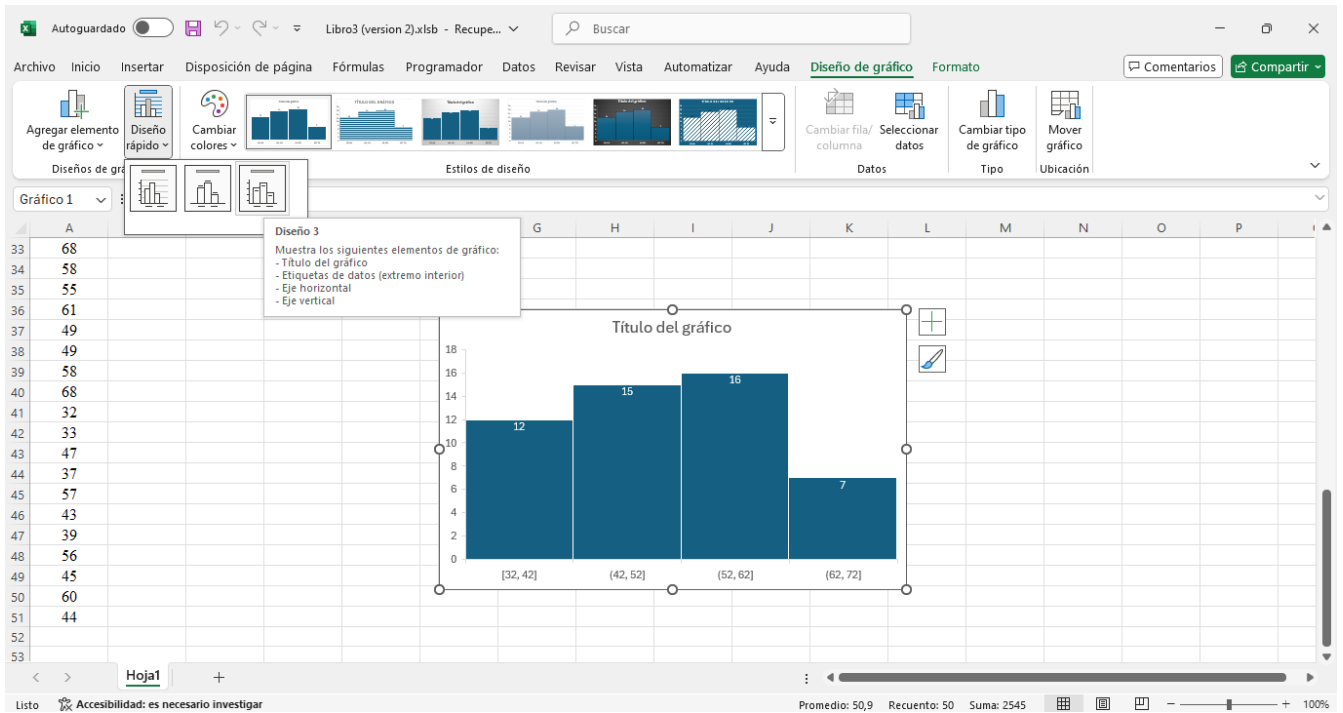 Autoguardado
Libro3 (version 2).xlsb - Recupe...
Buscar
Archivo Inicio Insertar Disposición de página Fórmulas Programador Datos Revisar Vista Automatizar Ayuda Diseño de gráfico Formato
Comentarios
Compartir
Agregar elemento de gráfico
Diseño rápido
Cambiar colores
Cambiar fila/ columna
Seleccionar datos
Cambiar tipo de gráfico
Mover gráfico
Diseños de grá
Estilos de diseño
Datos
Tipo
Ubicación
Gráfico 1
Diseño 3
Muestra los siguientes elementos de gráfico:
- Título del gráfico
- Etiquetas de datos (extremo interior)
- Eje horizontal
- Eje vertical
A G H I J K L M N O P
33 68
34 58
35 55
36 61
37 49
38 49
39 58
40 68
41 32
42 33
43 47
44 37
45 57
46 43
47 39
48 56
49 45
50 60
51 44
52
53
Título del gráfico
18
16
14
12
10
8
6
4
2
0
12
15
16
7
[32, 42] (42, 52] (52, 62] (62, 72]
Hoja1
Listo
Accesibilidad: es necesario investigar
Promedio: 50,9 Recuento: 50 Suma: 2545
100%